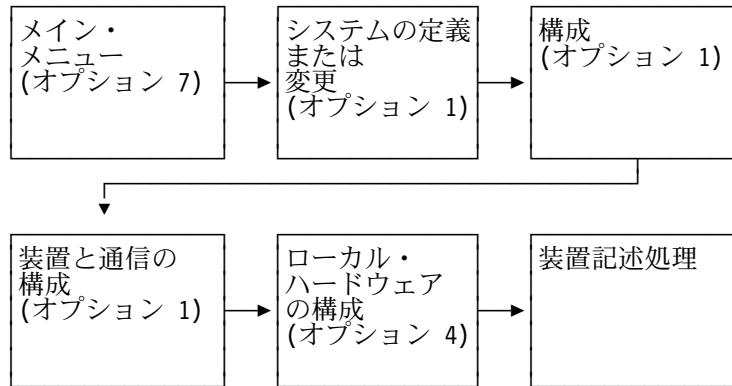 メイン・
メニュー
(オプション 7)
システムの定義
または
変更
(オプション 1)
構成
(オプション 1)
装置と通信の
構成
(オプション 1)
ローカル・
ハードウェア
の構成
(オプション 4)
装置記述処理